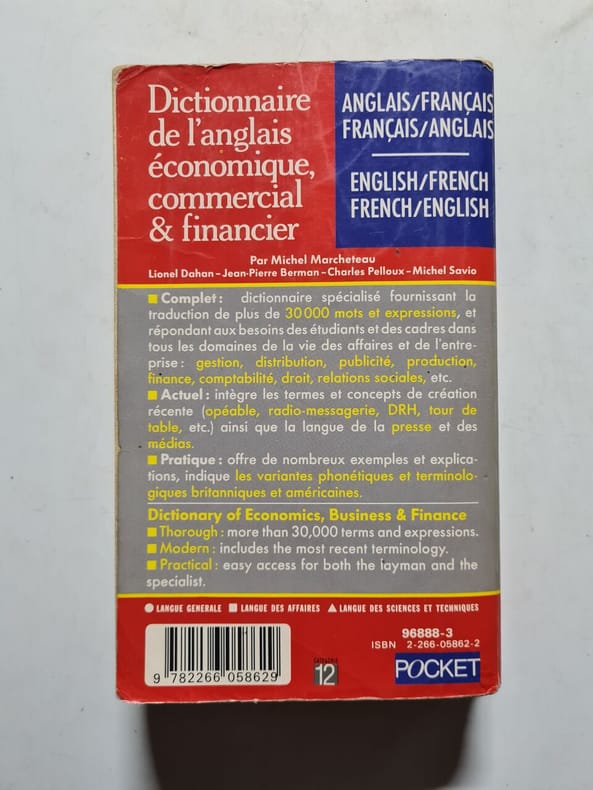 Dictionnaire
de l'anglais
économique,
commercial
& financier
ANGLAIS/FRANÇAIS
FRANÇAIS/ANGLAIS
ENGLISH/FRENCH
FRENCH/ENGLISH
Par Michel Marcheteau
Lionel Dahan – Jean-Pierre Berman – Charles Pelloux – Michel Savio
■ Complet : dictionnaire spécialisé fournissant la
traduction de plus de 30 000 mots et expressions, et
répondant aux besoins des étudiants et des cadres dans
tous les domaines de la vie des affaires et de l'entre-
prise : gestion, distribution, publicité, production,
finance, comptabilité, droit, relations sociales, etc.
■ Actuel : intègre les termes et concepts de création
récente (opéable, radio-messagerie, DRH, tour de
table, etc.) ainsi que la langue de la presse et des
médias.
■ Pratique : offre de nombreux exemples et explica-
tions, indique les variantes phonétiques et terminolo-
giques britanniques et américaines.
Dictionary of Economics, Business & Finance
■ Thorough : more than 30,000 terms and expressions.
■ Modern : includes the most recent terminology.
■ Practical : easy access for both the layman and the
specialist.
● LANGUE GENERALE ■ LANGUE DES AFFAIRES ▲ LANGUE DES SCIENCES ET TECHNIQUES
9 782266 058629
CATÉGORIE
12
96888-3
ISBN 2-266-05862-2
POCKET